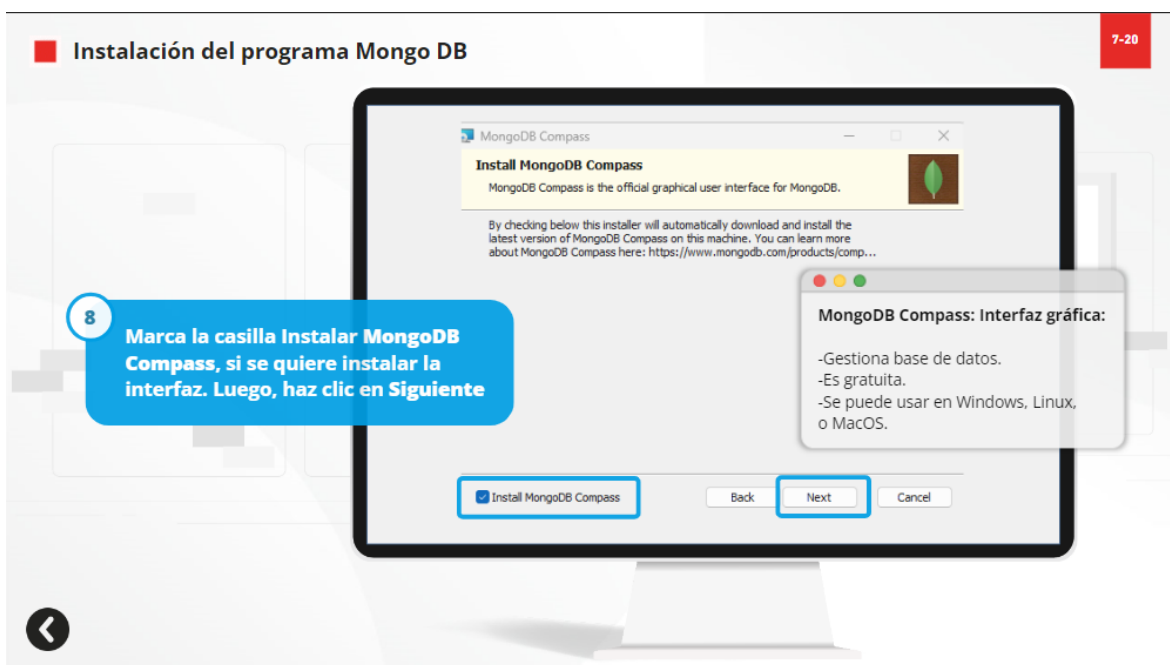 Instalación del programa Mongo DB
7-20
MongoDB Compass
Install MongoDB Compass
MongoDB Compass is the official graphical user interface for MongoDB.
By checking below this installer will automatically download and install the
latest version of MongoDB Compass on this machine. You can learn more
about MongoDB Compass here: https://www.mongodb.com/products/comp...
8
Marca la casilla Instalar MongoDB
Compass, si se quiere instalar la
interfaz. Luego, haz clic en Siguiente
MongoDB Compass: Interfaz gráfica:
-Gestiona base de datos.
-Es gratuita.
-Se puede usar en Windows, Linux,
o MacOS.
Install MongoDB Compass
Back
Next
Cancel